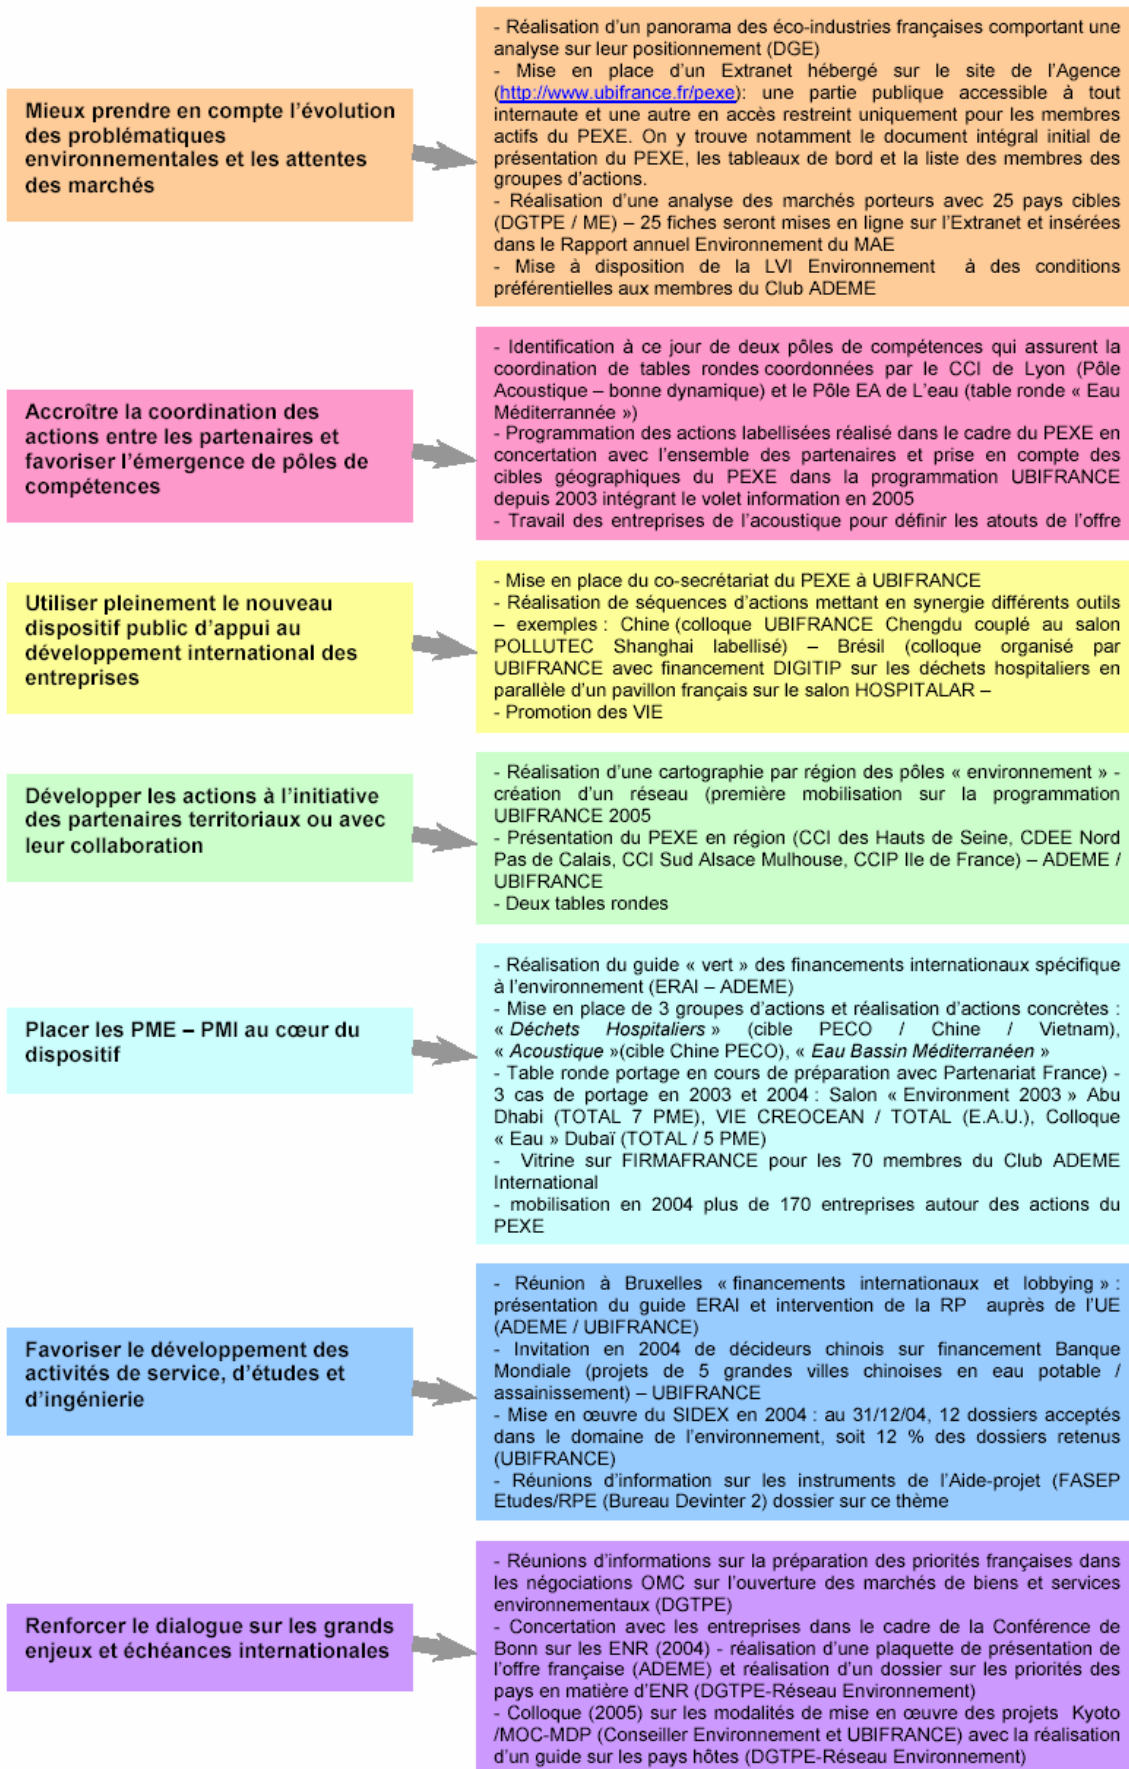 Mieux prendre en compte l'évolution
des problématiques
environnementales et les attentes
des marchés
- Réalisation d'un panorama des éco-industries françaises comportant une
analyse sur leur positionnement (DGE)
- Mise en place d'un Extranet hébergé sur le site de l'Agence
(http://www.ubifrance.fr/pexe): une partie publique accessible à tout
internaute et une autre en accès restreint uniquement pour les membres
actifs du PEXE. On y trouve notamment le document intégral initial de
présentation du PEXE, les tableaux de bord et la liste des membres des
groupes d'actions.
- Réalisation d'une analyse des marchés porteurs avec 25 pays cibles
(DGTPE / ME) – 25 fiches seront mises en ligne sur l'Extranet et insérées
dans le Rapport annuel Environnement du MAE
- Mise à disposition de la LVI Environnement à des conditions
préférentielles aux membres du Club ADEME
Accroître la coordination des
actions entre les partenaires et
favoriser l'émergence de pôles de
compétences
- Identification à ce jour de deux pôles de compétences qui assurent la
coordination de tables rondes coordonnées par le CCI de Lyon (Pôle
Acoustique – bonne dynamique) et le Pôle EA de L'eau (table ronde « Eau
Méditerrannée »)
- Programmation des actions labellisées réalisé dans le cadre du PEXE en
concertation avec l'ensemble des partenaires et prise en compte des
cibles géographiques du PEXE dans la programmation UBIFRANCE
depuis 2003 intégrant le volet information en 2005
- Travail des entreprises de l'acoustique pour définir les atouts de l'offre
Utiliser pleinement le nouveau
dispositif public d'appui au
développement international des
entreprises
- Mise en place du co-secrétariat du PEXE à UBIFRANCE
- Réalisation de séquences d'actions mettant en synergie différents outils
– exemples : Chine (colloque UBIFRANCE Chengdu couplé au salon
POLLUTEC Shanghai labellisé) – Brésil (colloque organisé par
UBIFRANCE avec financement DIGITIP sur les déchets hospitaliers en
parallèle d'un pavillon français sur le salon HOSPITALAR –
- Promotion des VIE
Développer les actions à l'initiative
des partenaires territoriaux ou avec
leur collaboration
- Réalisation d'une cartographie par région des pôles « environnement » -
création d'un réseau (première mobilisation sur la programmation
UBIFRANCE 2005
- Présentation du PEXE en région (CCI des Hauts de Seine, CDEE Nord
Pas de Calais, CCI Sud Alsace Mulhouse, CCIP Ile de France) – ADEME /
UBIFRANCE
- Deux tables rondes
Placer les PME – PMI au cœur du
dispositif
- Réalisation du guide « vert » des financements internationaux spécifique
à l'environnement (ERAI – ADEME)
- Mise en place de 3 groupes d'actions et réalisation d'actions concrètes :
« Déchets Hospitaliers » (cible PECO / Chine / Vietnam),
« Acoustique »(cible Chine PECO), « Eau Bassin Méditerranéen »
- Table ronde portage en cours de préparation avec Partenariat France) -
3 cas de portage en 2003 et 2004 : Salon « Environment 2003 » Abu
Dhabi (TOTAL 7 PME), VIE CREOCEAN / TOTAL (E.A.U.), Colloque
« Eau » Dubaï (TOTAL / 5 PME)
- Vitrine sur FIRMAFRANCE pour les 70 membres du Club ADEME
International
- mobilisation en 2004 plus de 170 entreprises autour des actions du
PEXE
Favoriser le développement des
activités de service, d'études et
d'ingénierie
- Réunion à Bruxelles « financements internationaux et lobbying » :
présentation du guide ERAI et intervention de la RP auprès de l'UE
(ADEME / UBIFRANCE)
- Invitation en 2004 de décideurs chinois sur financement Banque
Mondiale (projets de 5 grandes villes chinoises en eau potable /
assainissement) – UBIFRANCE
- Mise en œuvre du SIDEX en 2004 : au 31/12/04, 12 dossiers acceptés
dans le domaine de l'environnement, soit 12 % des dossiers retenus
(UBIFRANCE)
- Réunions d'information sur les instruments de l'Aide-projet (FASEP
Etudes/RPE (Bureau Devinter 2) dossier sur ce thème
Renforcer le dialogue sur les grands
enjeux et échéances internationales
- Réunions d'informations sur la préparation des priorités françaises dans
les négociations OMC sur l'ouverture des marchés de biens et services
environnementaux (DGTPE)
- Concertation avec les entreprises dans le cadre de la Conférence de
Bonn sur les ENR (2004) - réalisation d'une plaquette de présentation de
l'offre française (ADEME) et réalisation d'un dossier sur les priorités des
pays en matière d'ENR (DGTPE-Réseau Environnement)
- Colloque (2005) sur les modalités de mise en œuvre des projets Kyoto
/MOC-MDP (Conseiller Environnement et UBIFRANCE) avec la réalisation
d'un guide sur les pays hôtes (DGTPE-Réseau Environnement)